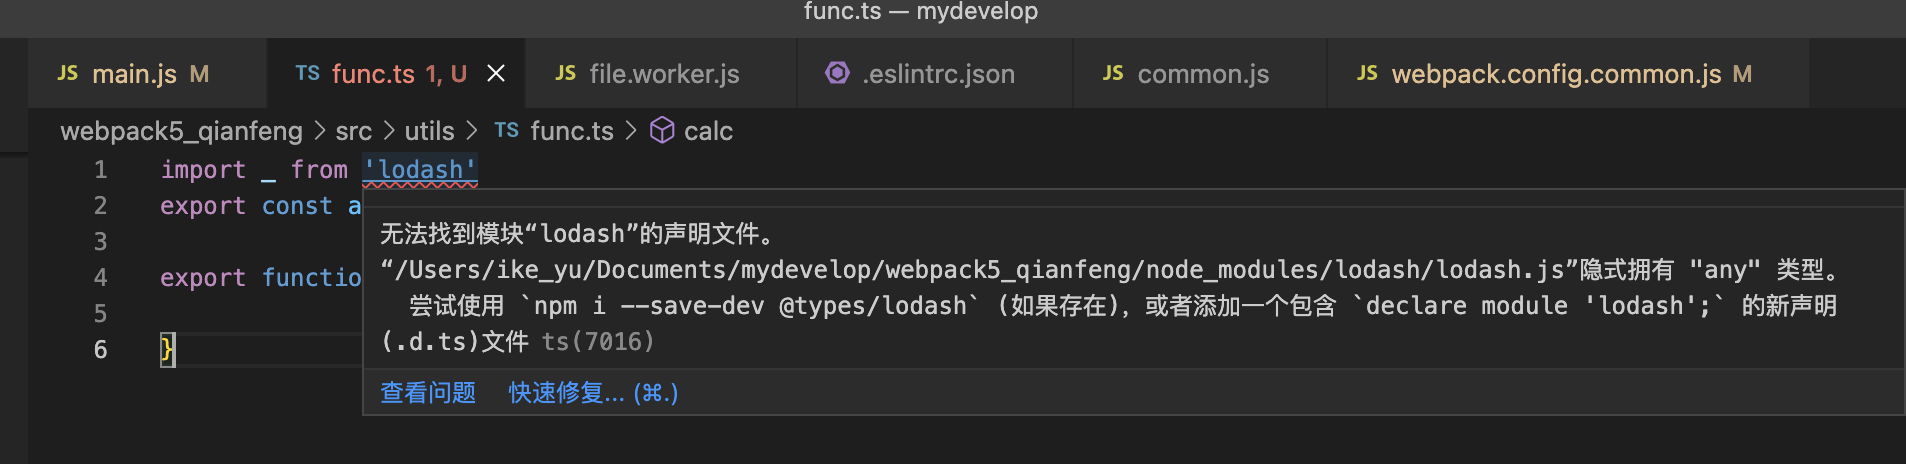 func.ts — mydevelop
JS main.js M TS func.ts 1, U JS file.worker.js .eslintrc.json JS common.js JS webpack.config.common.js M
webpack5_qianfeng > src > utils > TS func.ts > calc
1 import _ from 'lodash'
2 export const a
3
4 export functio
5
6 }
无法找到模块“lodash”的声明文件。
“/Users/ike_yu/Documents/mydevelop/webpack5_qianfeng/node_modules/lodash/lodash.js”隐式拥有 "any" 类型。
尝试使用 `npm i --save-dev @types/lodash` (如果存在)，或者添加一个包含 `declare module 'lodash';` 的新声明
(.d.ts)文件 ts(7016)
查看问题 快速修复... (⌘.)